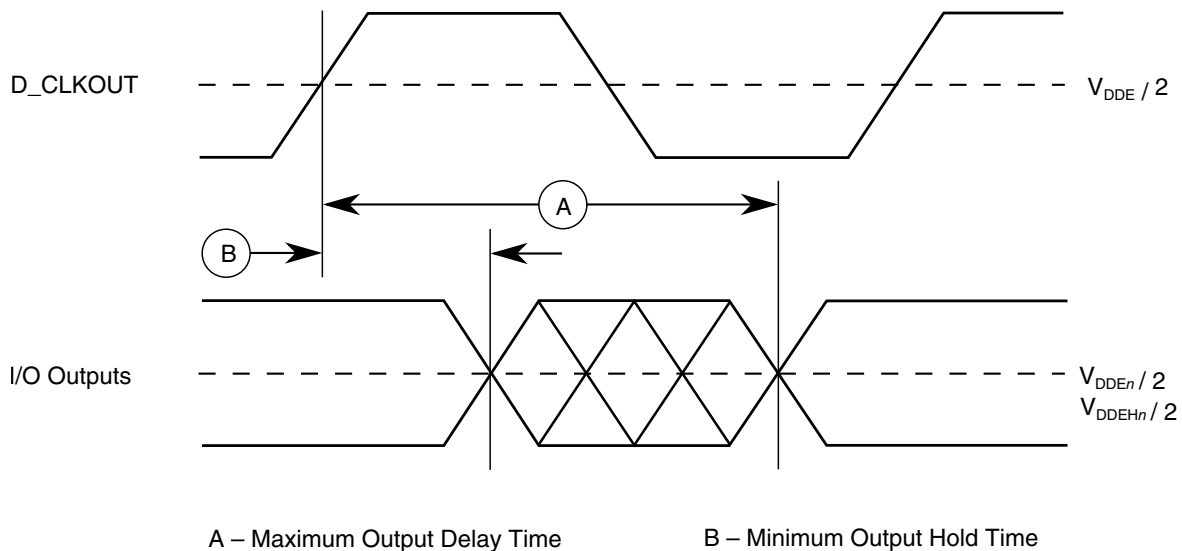 D_CLKOUT
V_DDE / 2
A
B
I/O Outputs
V_DDEn / 2
V_DDEHn / 2
A – Maximum Output Delay Time
B – Minimum Output Hold Time